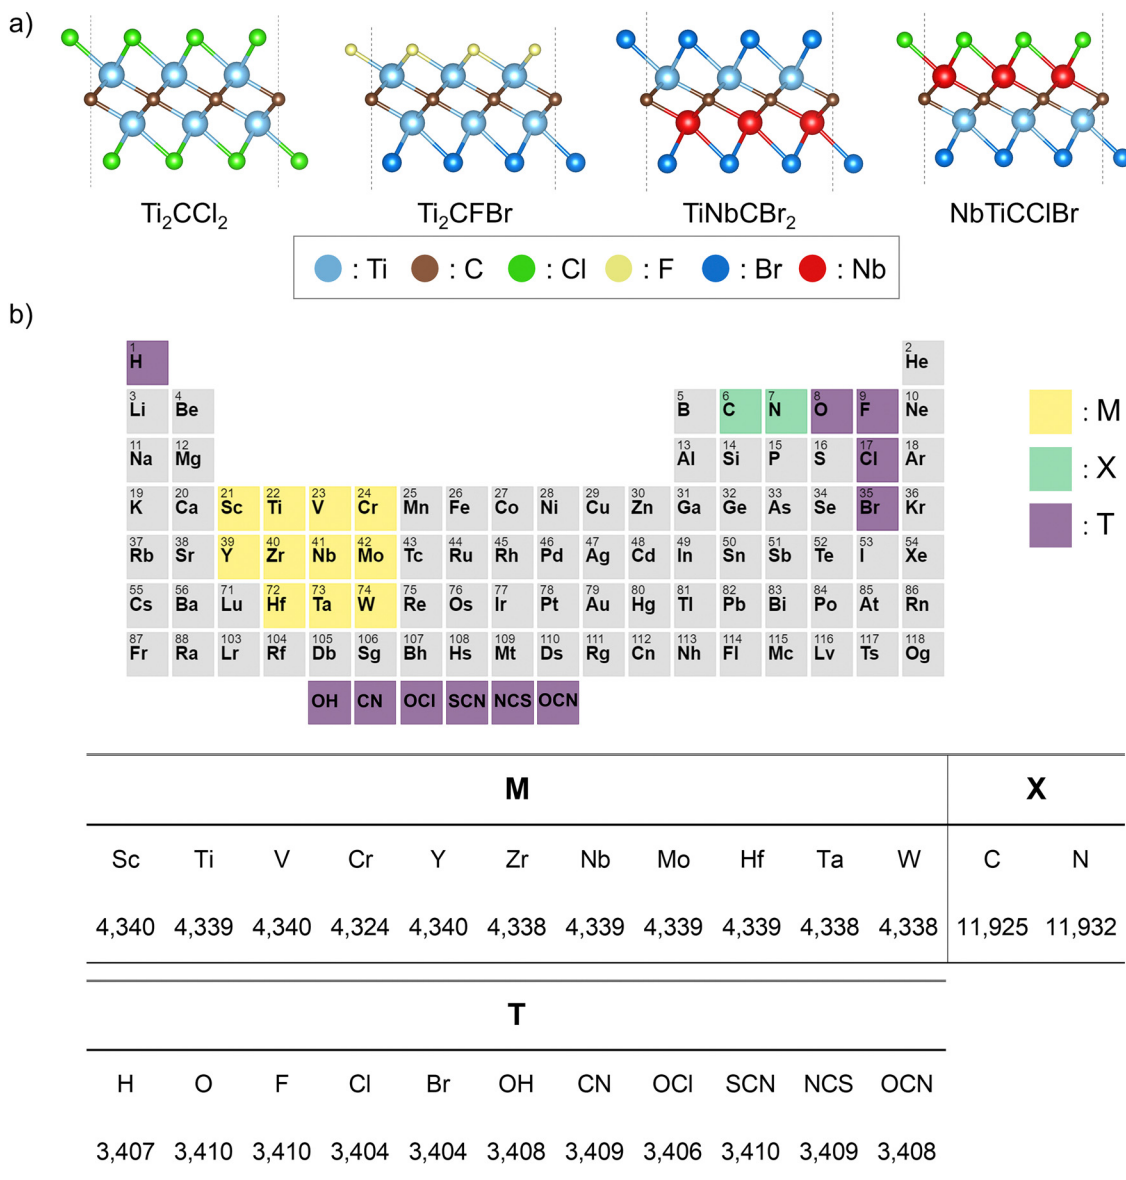 a)
Ti2CCl2 Ti2CFBr TiNbCBr2 NbTiCClBr
: Ti : C : Cl : F : Br : Nb
b)
1 2
H He
3 4 5 6 7 8 9 10
Li Be B C N O F Ne : M
11 12 13 14 15 16 17 18
Na Mg Al Si P S Cl Ar : X
19 20 21 22 23 24 25 26 27 28 29 30 31 32 33 34 35 36
K Ca Sc Ti V Cr Mn Fe Co Ni Cu Zn Ga Ge As Se Br Kr : T
37 38 39 40 41 42 43 44 45 46 47 48 49 50 51 52 53 54
Rb Sr Y Zr Nb Mo Tc Ru Rh Pd Ag Cd In Sn Sb Te I Xe
55 56 71 72 73 74 75 76 77 78 79 80 81 82 83 84 85 86
Cs Ba Lu Hf Ta W Re Os Ir Pt Au Hg Tl Pb Bi Po At Rn
87 88 103 104 105 106 107 108 109 110 111 112 113 114 115 116 117 118
Fr Ra Lr Rf Db Sg Bh Hs Mt Ds Rg Cn Nh Fl Mc Lv Ts Og
OH CN OCl SCN NCS OCN
M X
Sc Ti V Cr Y Zr Nb Mo Hf Ta W C N
4,340 4,339 4,340 4,324 4,340 4,338 4,339 4,339 4,339 4,338 4,338 11,925 11,932
T
H O F Cl Br OH CN OCl SCN NCS OCN
3,407 3,410 3,410 3,404 3,404 3,408 3,409 3,406 3,410 3,409 3,408